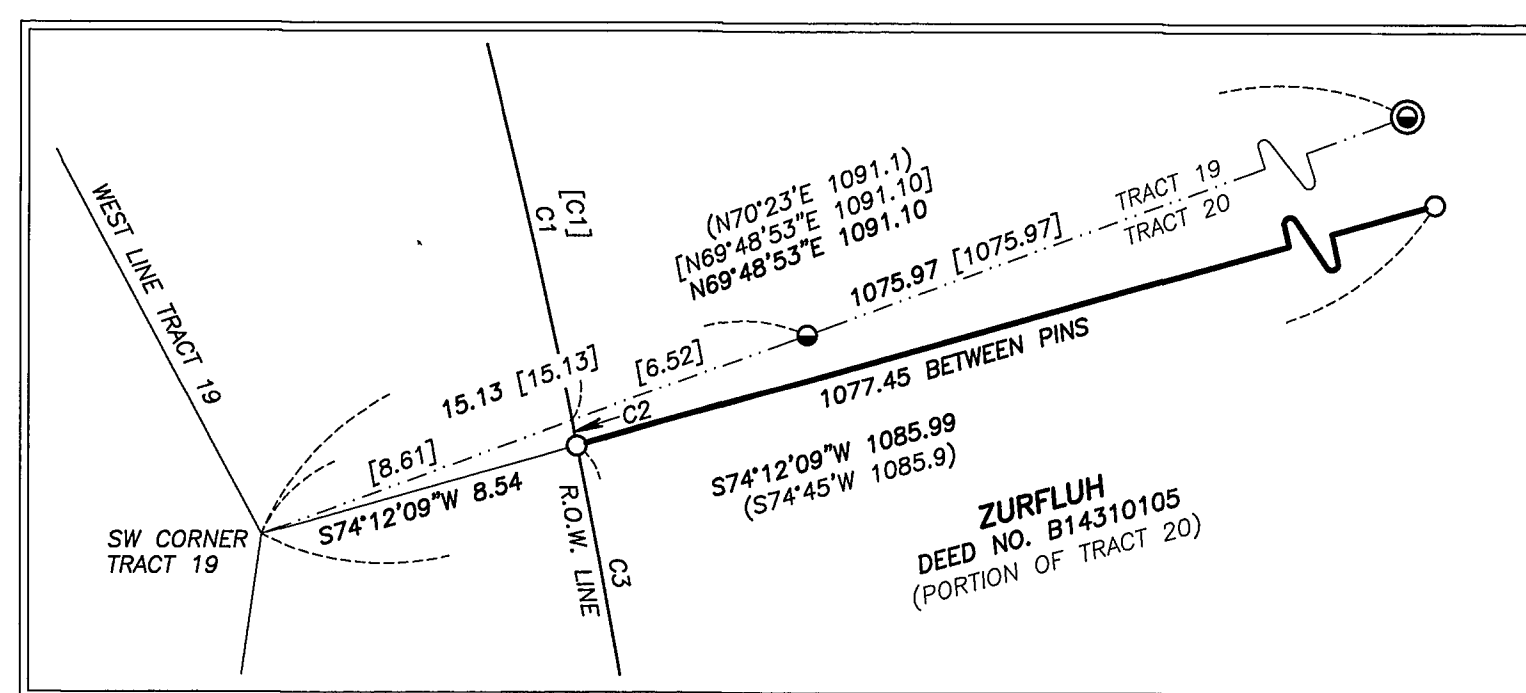 WEST LINE TRACT 19
[C1]
C1
(N70°23'E 1091.1)
[N69°48'53"E 1091.10]
N69°48'53"E 1091.10
1075.97 [1075.97]
TRACT 19
TRACT 20
15.13 [15.13]
[6.52]
C2
1077.45 BETWEEN PINS
[8.61]
S74°12'09"W 8.54
S74°12'09"W 1085.99
(S74°45'W 1085.9)
SW CORNER
TRACT 19
R.O.W. LINE
C3
ZURFLUH
DEED NO. B14310105
(PORTION OF TRACT 20)